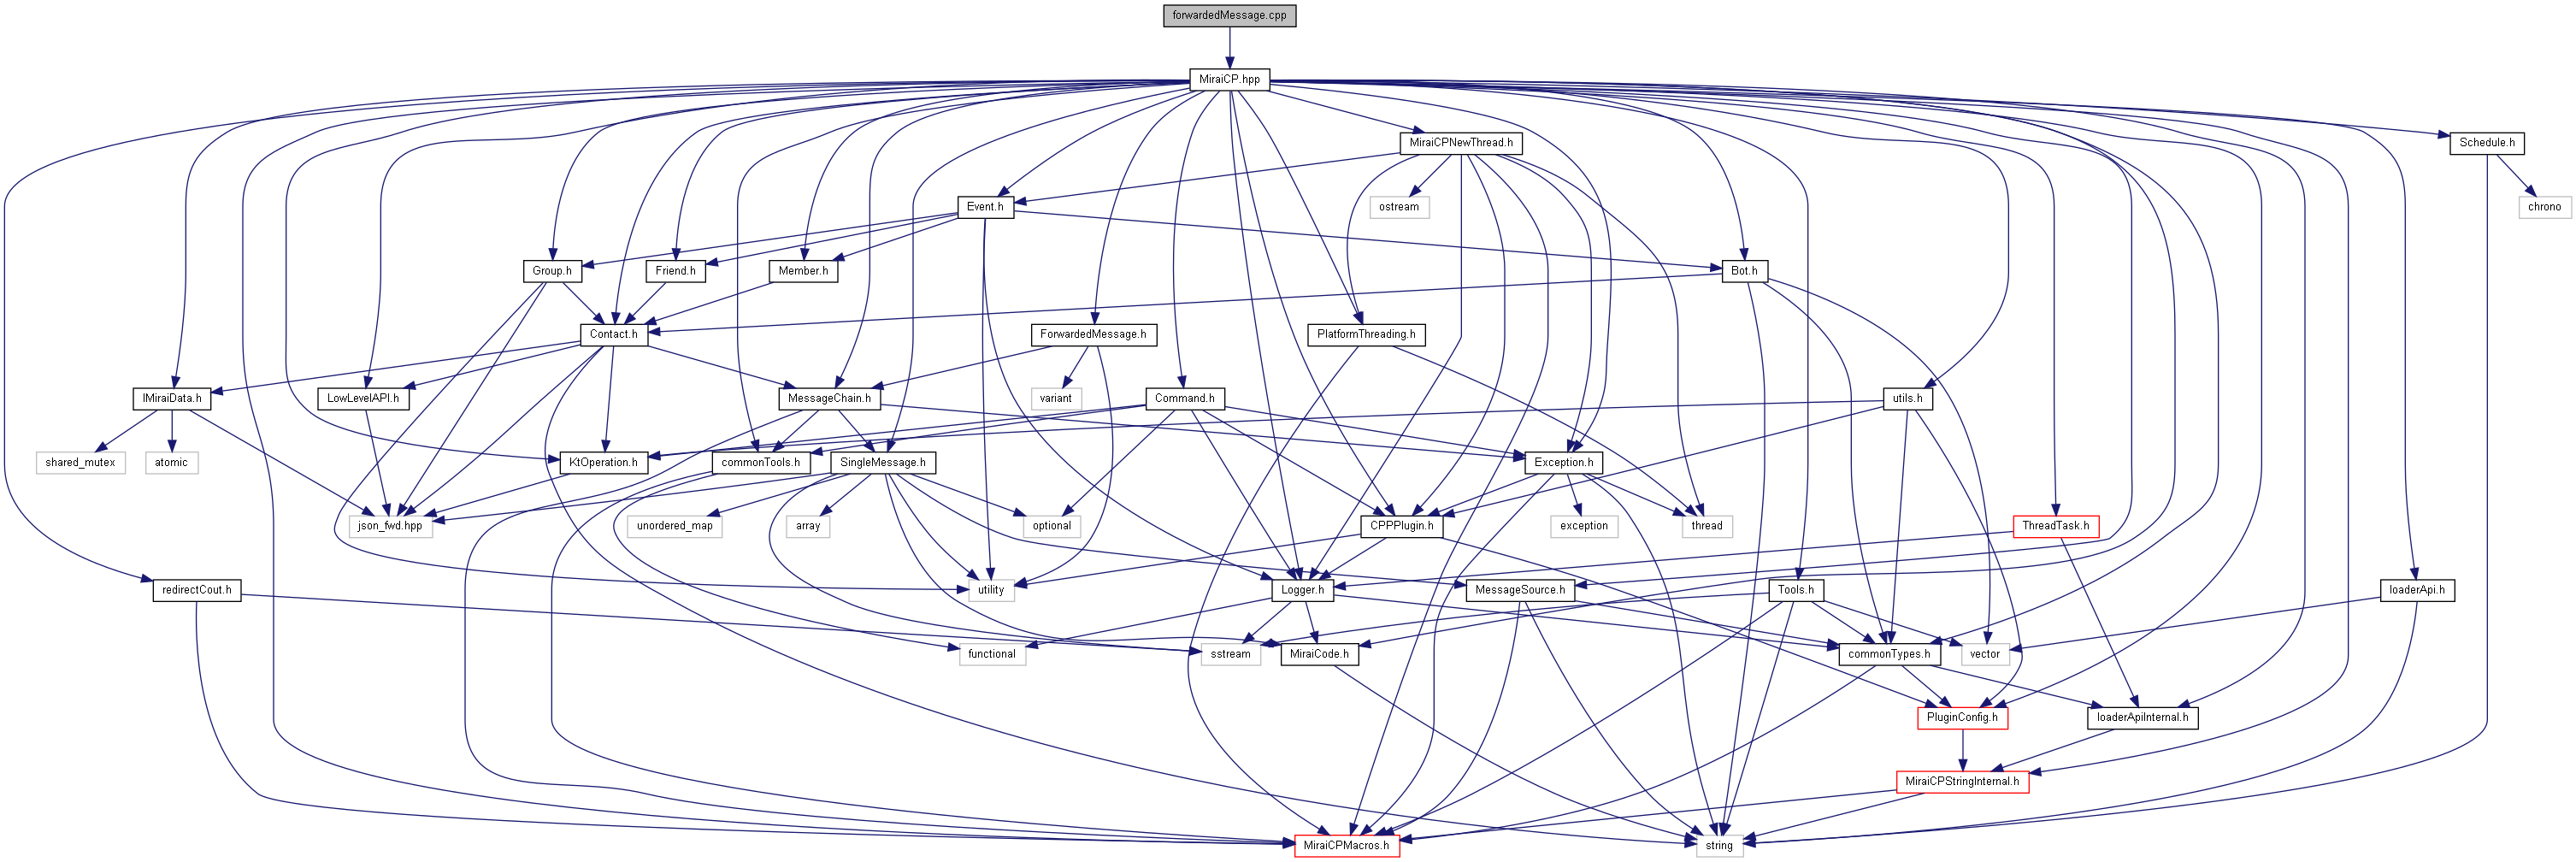 forwardedMessage.cpp
MiraiCP.hpp
MiraiCPNewThread.h
Schedule.h
Event.h
ostream
chrono
Group.h
Friend.h
Member.h
Bot.h
Contact.h
ForwardedMessage.h
PlatformThreading.h
IMiraiData.h
LowLevelAPI.h
MessageChain.h
variant
Command.h
utils.h
shared_mutex
atomic
KtOperation.h
commonTools.h
SingleMessage.h
Exception.h
json_fwd.hpp
unordered_map
array
optional
CPPPlugin.h
exception
thread
ThreadTask.h
redirectCout.h
utility
Logger.h
MessageSource.h
Tools.h
loaderApi.h
functional
sstream
MiraiCode.h
commonTypes.h
vector
PluginConfig.h
loaderApiInternal.h
MiraiCPStringInternal.h
MiraiCPMacros.h
string